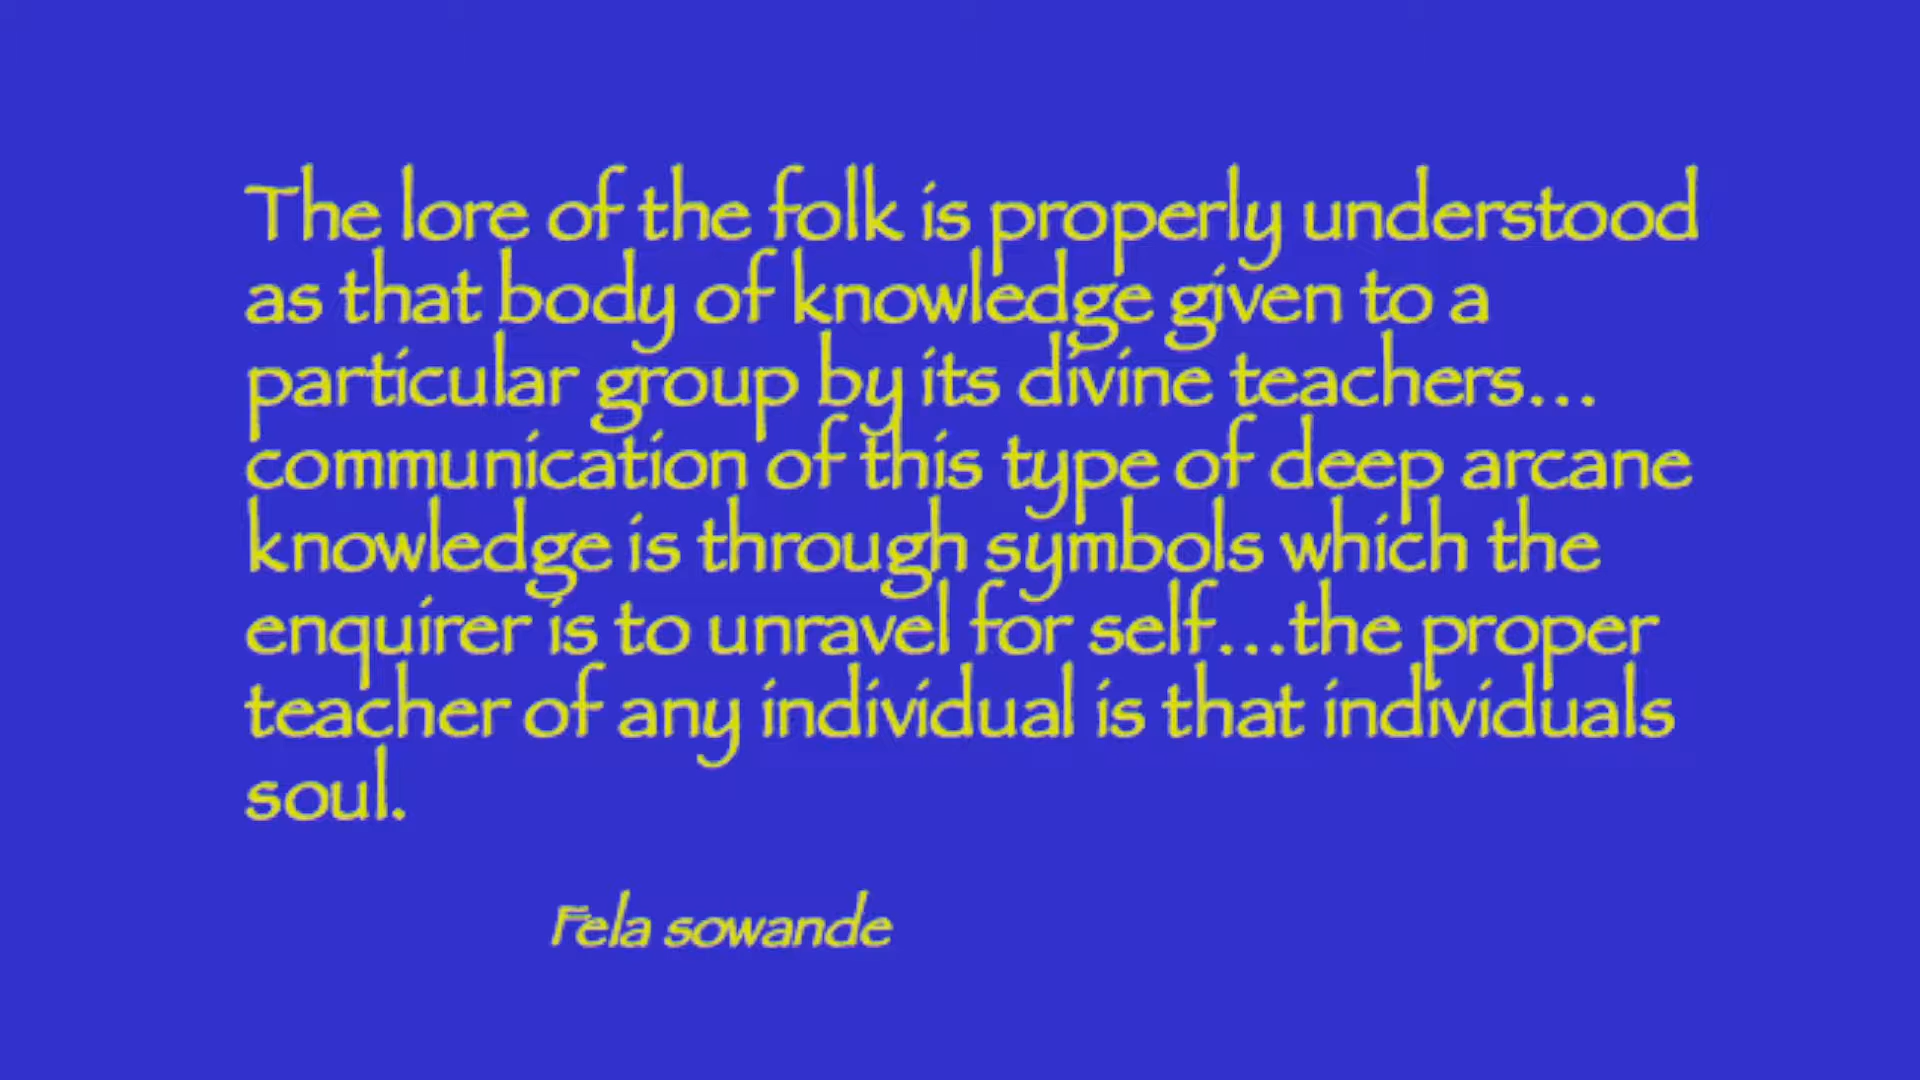 The lore of the folk is properly understood
as that body of knowledge given to a
particular group by its divine teachers...
communication of this type of deep arcane
knowledge is through symbols which the
enquirer is to unravel for self...the proper
teacher of any individual is that individuals
soul.
Fela sowande